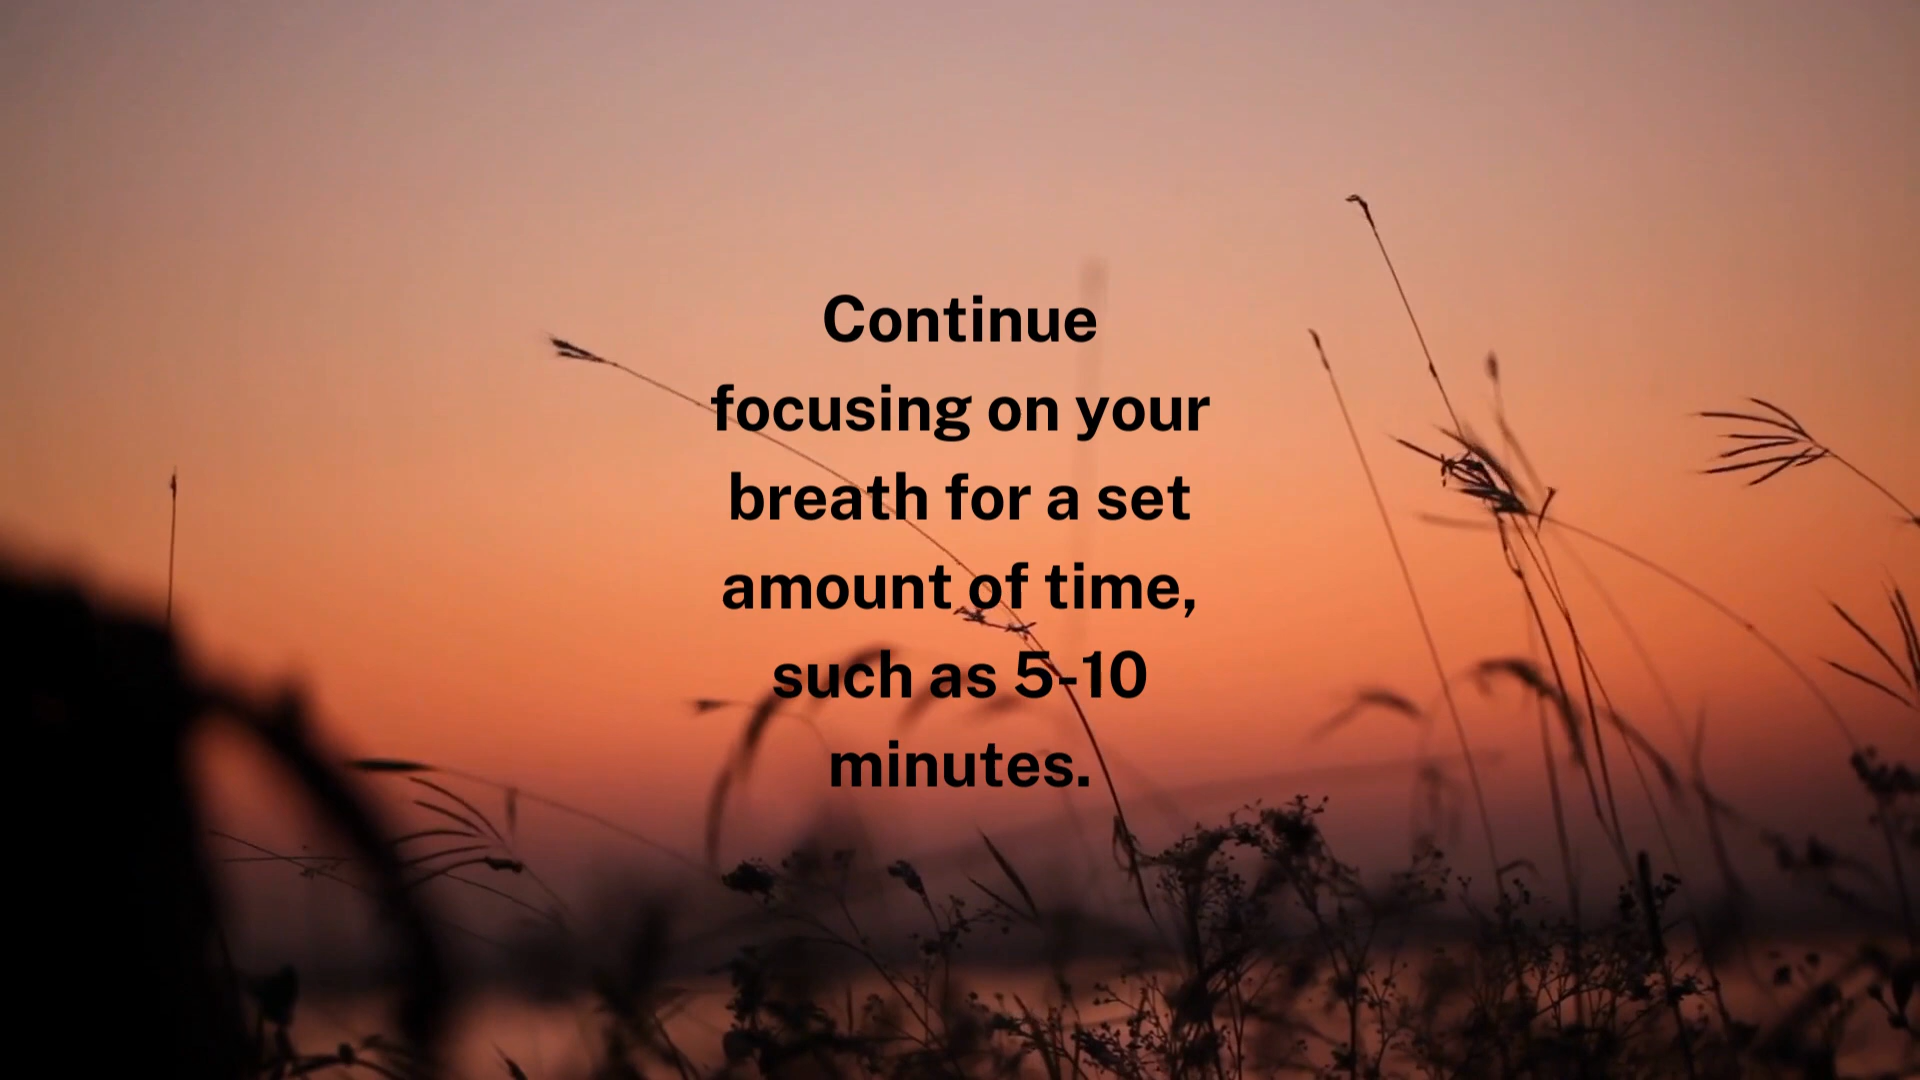 Continue
focusing on your
breath for a set
amount of time,
such as 5-10
minutes.